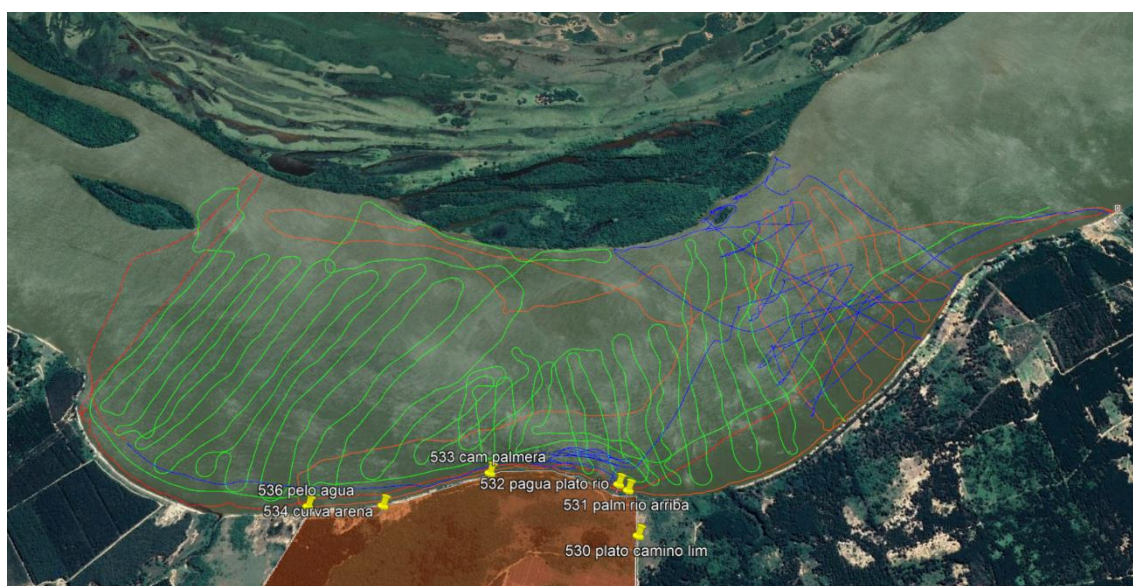 533 cam palmera
532 pagua plato rio
536 pelo agua
531 palm rio arriba
534 curva arena
530 plato camino lim